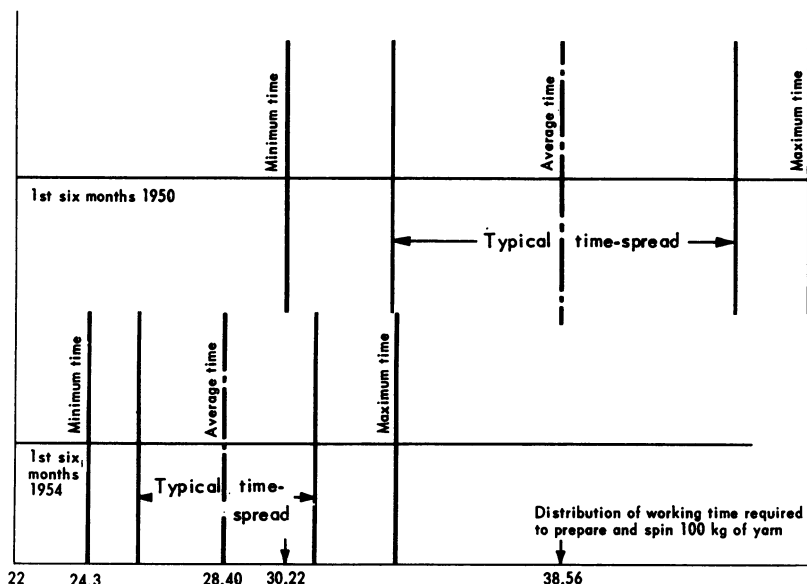 Minimum time
Average time
Maximum time
1st six months 1950
Typical time-spread
Minimum time
Average time
Maximum time
1st six
months
1954
Typical time-
spread
Distribution of working time required
to prepare and spin 100 kg of yarn
22 24.3 28.40 30.22 38.56